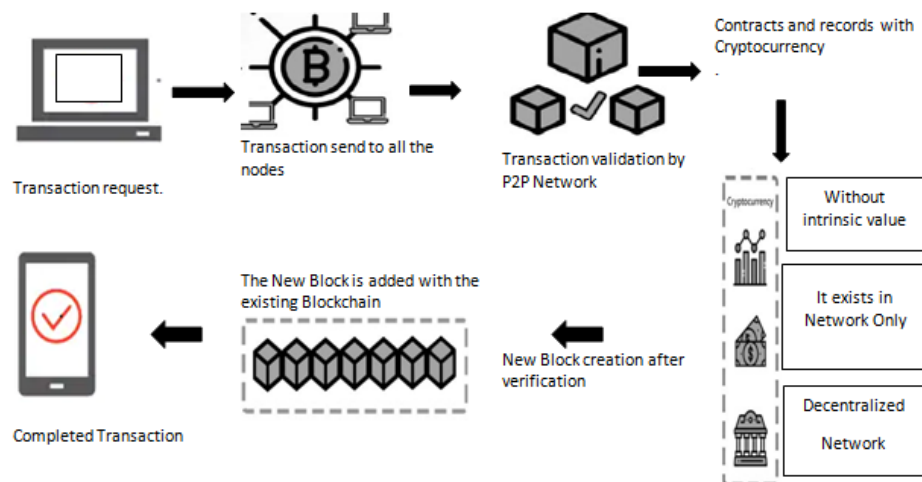 Transaction request.
Transaction send to all the
nodes
Transaction validation by
P2P Network
Contracts and records with
Cryptocurrency
.
Cryptocurrency
Without
intrinsic value
It exists in
Network Only
Decentralized
Network
New Block creation after
verification
The New Block is added with the
existing Blockchain
Completed Transaction